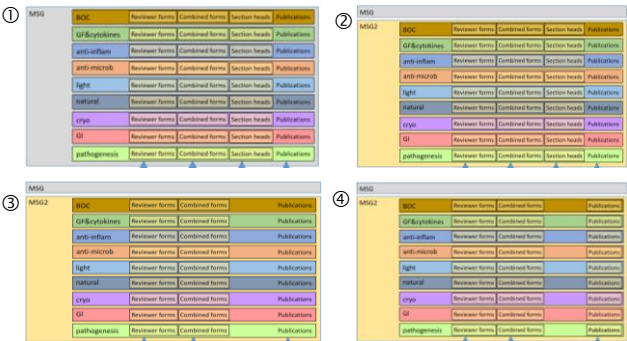 ①
MSG
BOC Reviewer forms Combined forms Section heads Publications
GF&cytokines Reviewer forms Combined forms Section heads Publications
anti-inflam Reviewer forms Combined forms Section heads Publications
anti-microb Reviewer forms Combined forms Section heads Publications
light Reviewer forms Combined forms Section heads Publications
natural Reviewer forms Combined forms Section heads Publications
cryo Reviewer forms Combined forms Section heads Publications
GI Reviewer forms Combined forms Section heads Publications
pathogenesis Reviewer forms Combined forms Section heads Publications
②
MSG
MSG2
BOC Reviewer forms Combined forms Section heads Publications
GF&cytokines Reviewer forms Combined forms Section heads Publications
anti-inflam Reviewer forms Combined forms Section heads Publications
anti-microb Reviewer forms Combined forms Section heads Publications
light Reviewer forms Combined forms Section heads Publications
natural Reviewer forms Combined forms Section heads Publications
cryo Reviewer forms Combined forms Section heads Publications
GI Reviewer forms Combined forms Section heads Publications
pathogenesis Reviewer forms Combined forms Section heads Publications
③
MSG
MSG2
BOC Reviewer forms Combined forms Publications
GF&cytokines Reviewer forms Combined forms Publications
anti-inflam Reviewer forms Combined forms Publications
anti-microb Reviewer forms Combined forms Publications
light Reviewer forms Combined forms Publications
natural Reviewer forms Combined forms Publications
cryo Reviewer forms Combined forms Publications
GI Reviewer forms Combined forms Publications
pathogenesis Reviewer forms Combined forms Publications
④
MSG
MSG2
BOC Reviewer forms Combined forms Publications
GF&cytokines Reviewer forms Combined forms Publications
anti-inflam Reviewer forms Combined forms Publications
anti-microb Reviewer forms Combined forms Publications
light Reviewer forms Combined forms Publications
natural Reviewer forms Combined forms Publications
cryo Reviewer forms Combined forms Publications
GI Reviewer forms Combined forms Publications
pathogenesis Reviewer forms Combined forms Publications